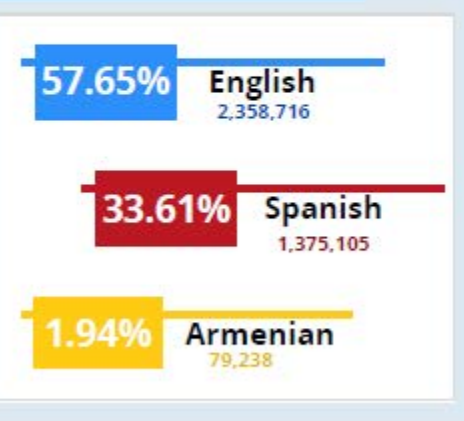 57.65% English
2,358,716
33.61% Spanish
1,375,105
1.94% Armenian
79,238